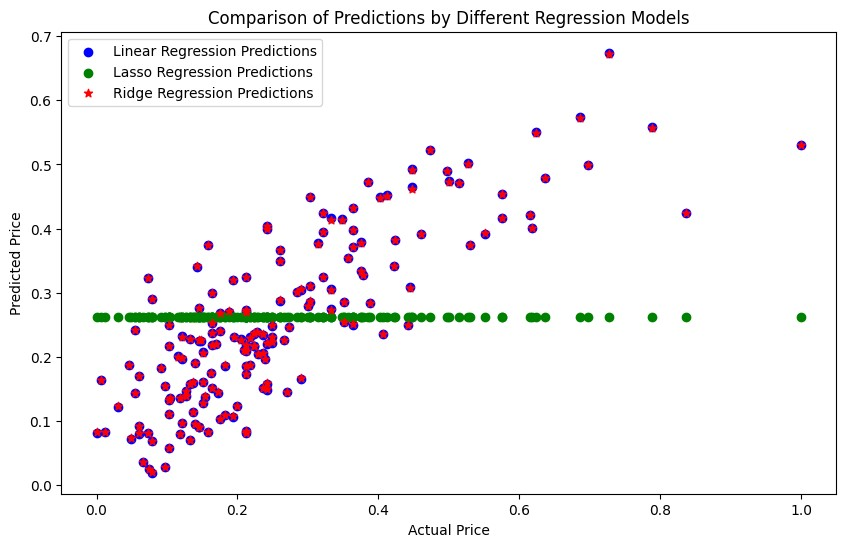 Comparison of Predictions by Different Regression Models
Linear Regression Predictions
Lasso Regression Predictions
Ridge Regression Predictions
Predicted Price
0.7
0.6
0.5
0.4
0.3
0.2
0.1
0.0
0.0 0.2 0.4 0.6 0.8 1.0
Actual Price